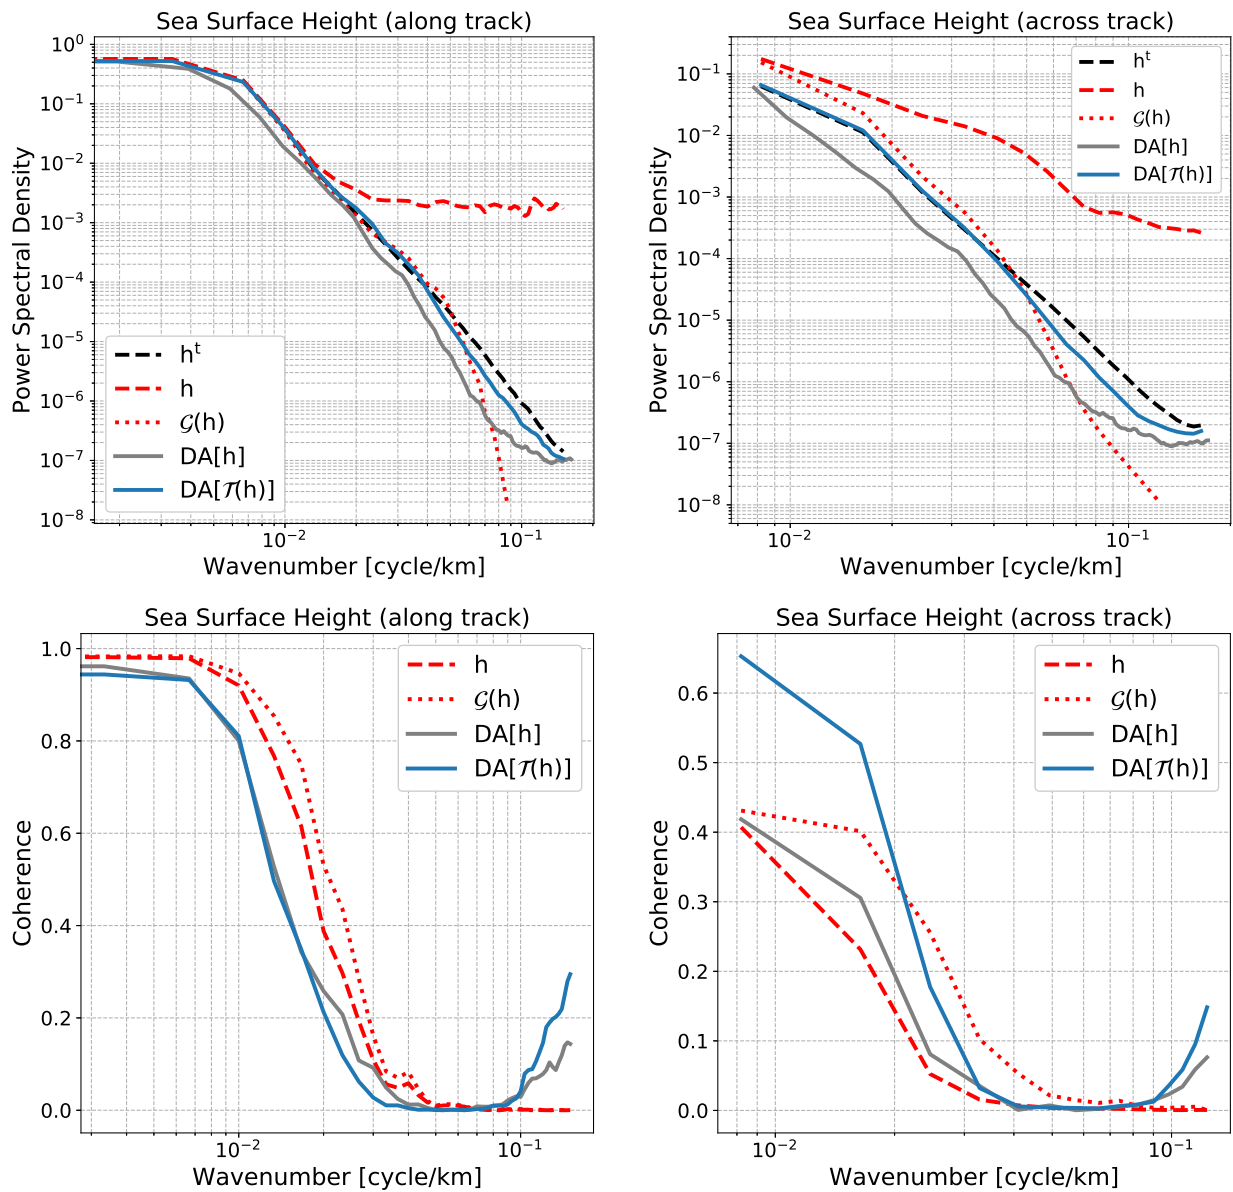 Sea Surface Height (along track)
Power Spectral Density
10⁰
10⁻¹
10⁻²
10⁻³
10⁻⁴
10⁻⁵
10⁻⁶
10⁻⁷
10⁻⁸
hᵗ
h
𝒢(h)
DA[h]
DA[𝒯(h)]
10⁻²
10⁻¹
Wavenumber [cycle/km]
Sea Surface Height (across track)
Power Spectral Density
10⁻¹
10⁻²
10⁻³
10⁻⁴
10⁻⁵
10⁻⁶
10⁻⁷
10⁻⁸
hᵗ
h
𝒢(h)
DA[h]
DA[𝒯(h)]
10⁻²
10⁻¹
Wavenumber [cycle/km]
Sea Surface Height (along track)
Coherence
1.0
0.8
0.6
0.4
0.2
0.0
h
𝒢(h)
DA[h]
DA[𝒯(h)]
10⁻²
10⁻¹
Wavenumber [cycle/km]
Sea Surface Height (across track)
Coherence
0.6
0.5
0.4
0.3
0.2
0.1
0.0
h
𝒢(h)
DA[h]
DA[𝒯(h)]
10⁻²
10⁻¹
Wavenumber [cycle/km]